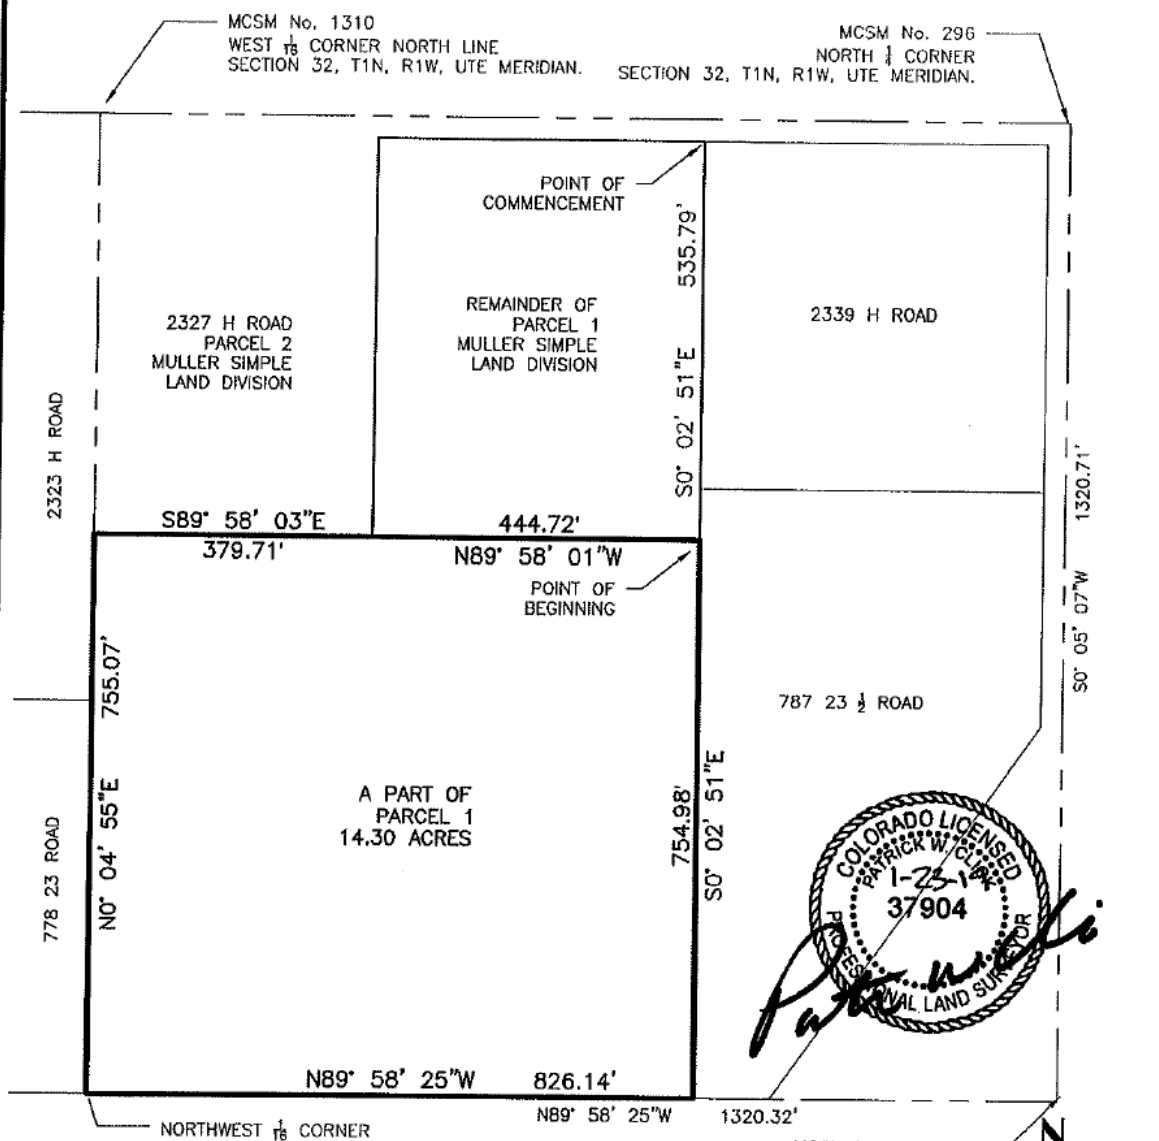 MCSM No. 1310
WEST 1/16 CORNER NORTH LINE
SECTION 32, T1N, R1W, UTE MERIDIAN.
MCSM No. 296
NORTH 1/4 CORNER
SECTION 32, T1N, R1W, UTE MERIDIAN.
POINT OF
COMMENCEMENT
535.79'
S0° 02' 51"E
2327 H ROAD
PARCEL 2
MULLER SIMPLE
LAND DIVISION
REMAINDER OF
PARCEL 1
MULLER SIMPLE
LAND DIVISION
2339 H ROAD
2323 H ROAD
1320.71'
S0° 05' 07"W
S89° 58' 03"E
379.71'
444.72'
N89° 58' 01"W
POINT OF
BEGINNING
755.07'
N0° 04' 55"E
787 23 1/2 ROAD
A PART OF
PARCEL 1
14.30 ACRES
754.98'
S0° 02' 51"E
778 23 ROAD
COLORADO LICENSED
PATRICK W. CLICK
37904
PROFESSIONAL LAND SURVEYOR
N89° 58' 25"W 826.14'
N89° 58' 25"W 1320.32'
NORTHWEST 1/16 CORNER
N